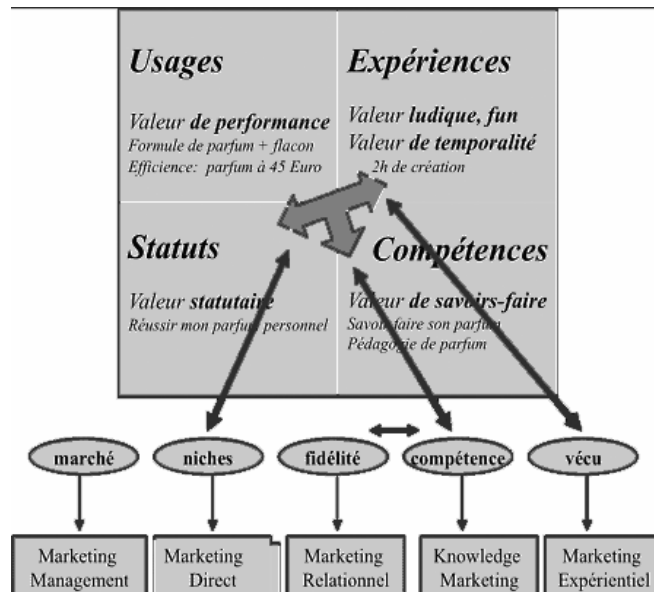 Usages
Valeur de performance
Formule de parfum + flacon
Efficience: parfum à 45 Euro
Expériences
Valeur ludique, fun
Valeur de temporalité
2h de création
Statuts
Valeur statutaire
Réussir mon parfum personnel
Compétences
Valeur de savoirs-faire
Savoir faire son parfum
Pédagogie de parfum
marché
niches
fidélité
compétence
vécu
Marketing
Management
Marketing
Direct
Marketing
Relationnel
Knowledge
Marketing
Marketing
Expérientiel